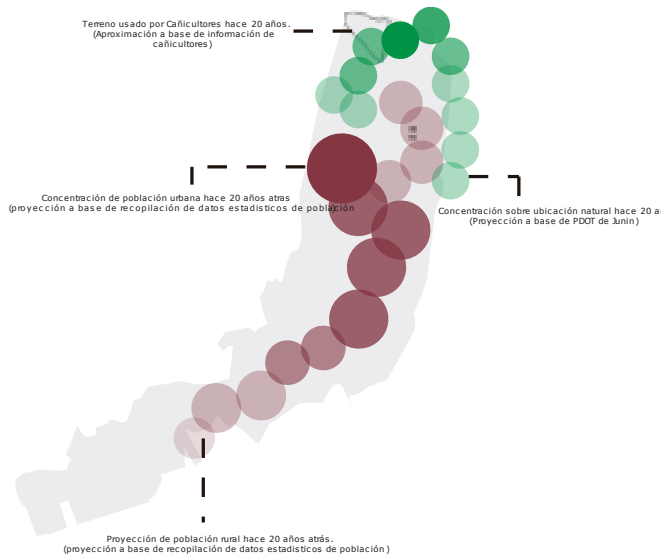 Terreno usado por Cañicultores hace 20 años.
(Aproximación a base de información de
cañicultores)
Concentración de población urbana hace 20 años atras
(proyección a base de recopilación de datos estadisticos de población
Concentración sobre ubicación natural hace 20 a
(Proyección a base de PDOT de Junin)
Proyección de población rural hace 20 años atrás.
(proyección a base de recopilación de datos estadisticos de población)